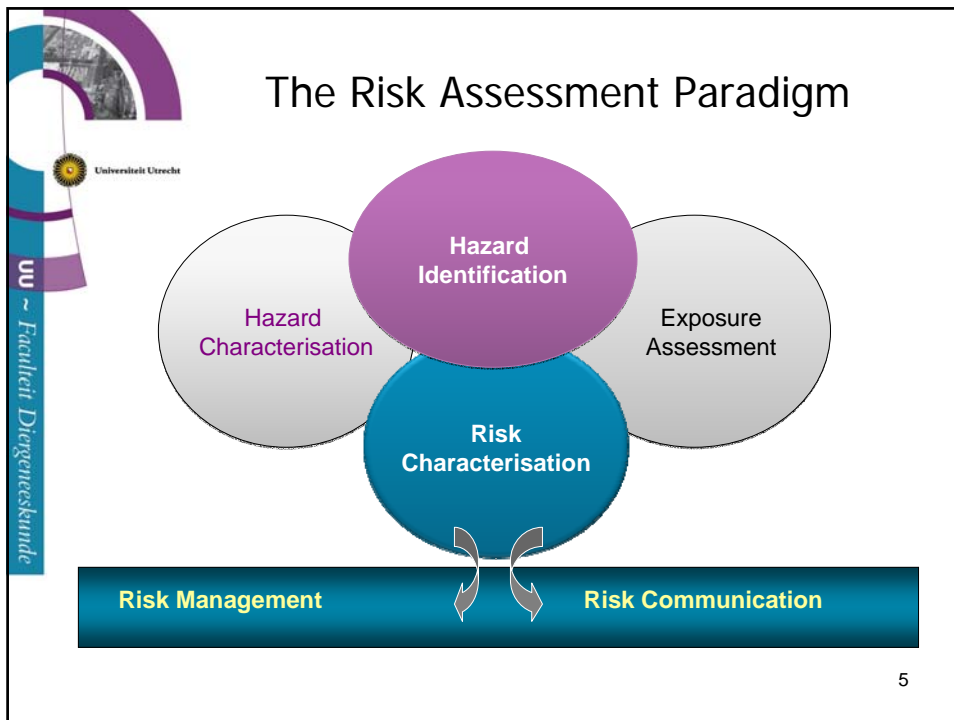 The Risk Assessment Paradigm
Universiteit Utrecht
Hazard
Identification
Hazard
Characterisation
Exposure
Assessment
Risk
Characterisation
UU ~ Faculteit Diergeneeskunde
Risk Management
Risk Communication
5